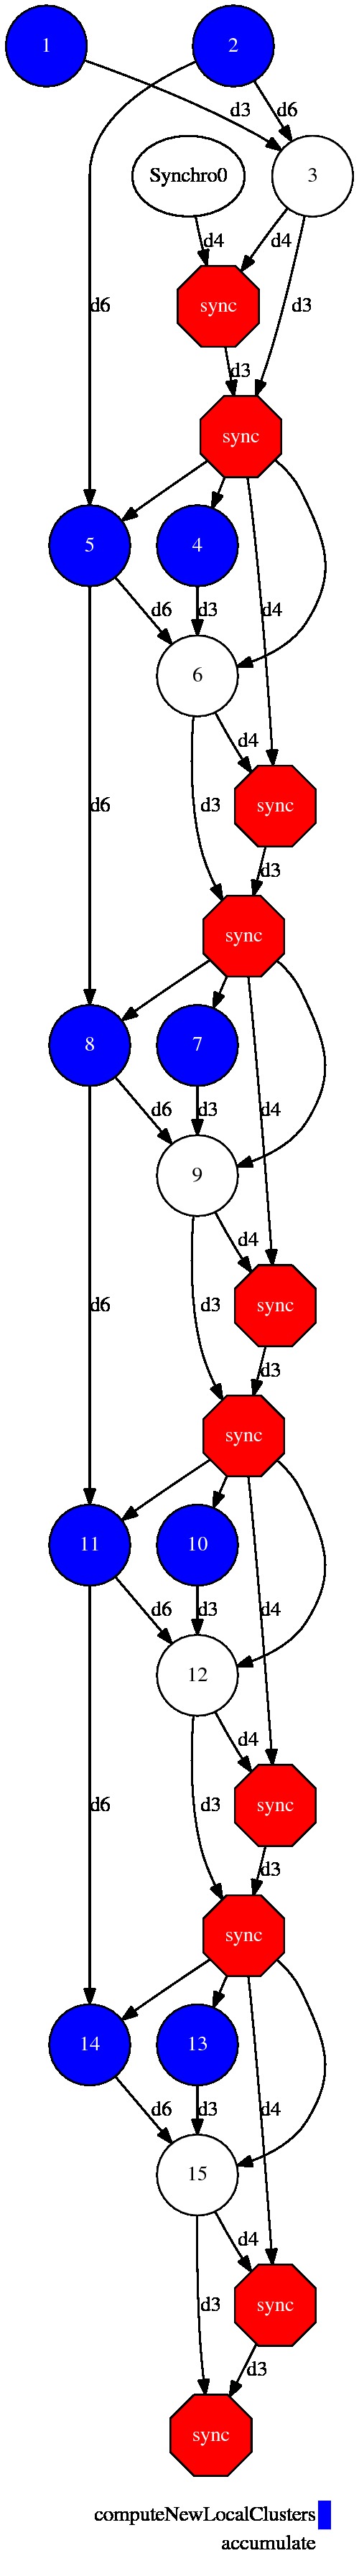 1 2
d3 d6
Synchro0 3
d4 d4
sync
d6 d3
d3
sync
5 4
d6 d3 d4
6
d4
d6 d3 sync
d3
sync
8 7
d6 d3 d4
9
d4
d6 d3 sync
d3
sync
11 10
d6 d3 d4
12
d4
d6 d3 sync
d3
sync
14 13
d6 d3 d4
15
d4
d3 sync
d3
sync
computeNewLocalClusters
accumulate